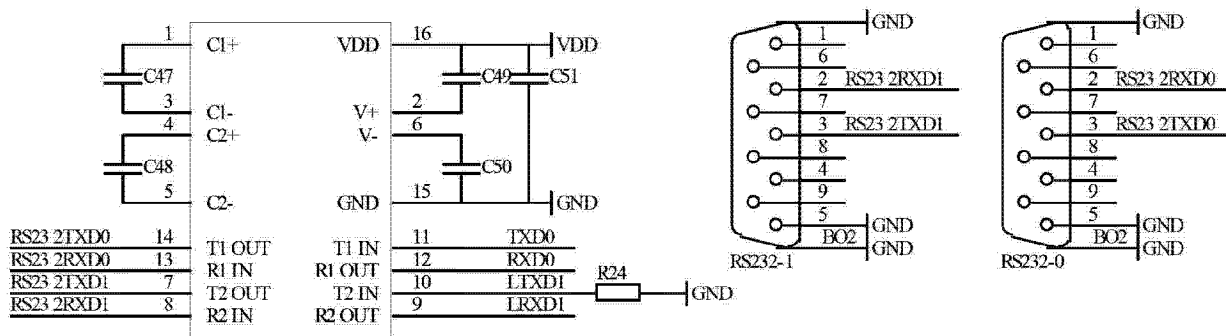 1 C1+ VDD 16 VDD
C47 C49 C51
3 C1- V+ 2
4 C2+ V- 6
C48 C50
5 C2- GND 15 GND
RS23 2TXD0 14 T1 OUT T1 IN 11 TXD0
RS23 2RXD0 13 R1 IN R1 OUT 12 RXD0
RS23 2TXD1 7 T2 OUT T2 IN 10 LTXD1 R24 GND
RS23 2RXD1 8 R2 IN R2 OUT 9 LRXD1
GND
1
6
2 RS23 2RXD1
7
3 RS23 2TXD1
8
4
9
5 GND
BO2 GND
RS232-1
GND
1
6
2 RS23 2RXD0
7
3 RS23 2TXD0
8
4
9
5 GND
BO2 GND
RS232-0